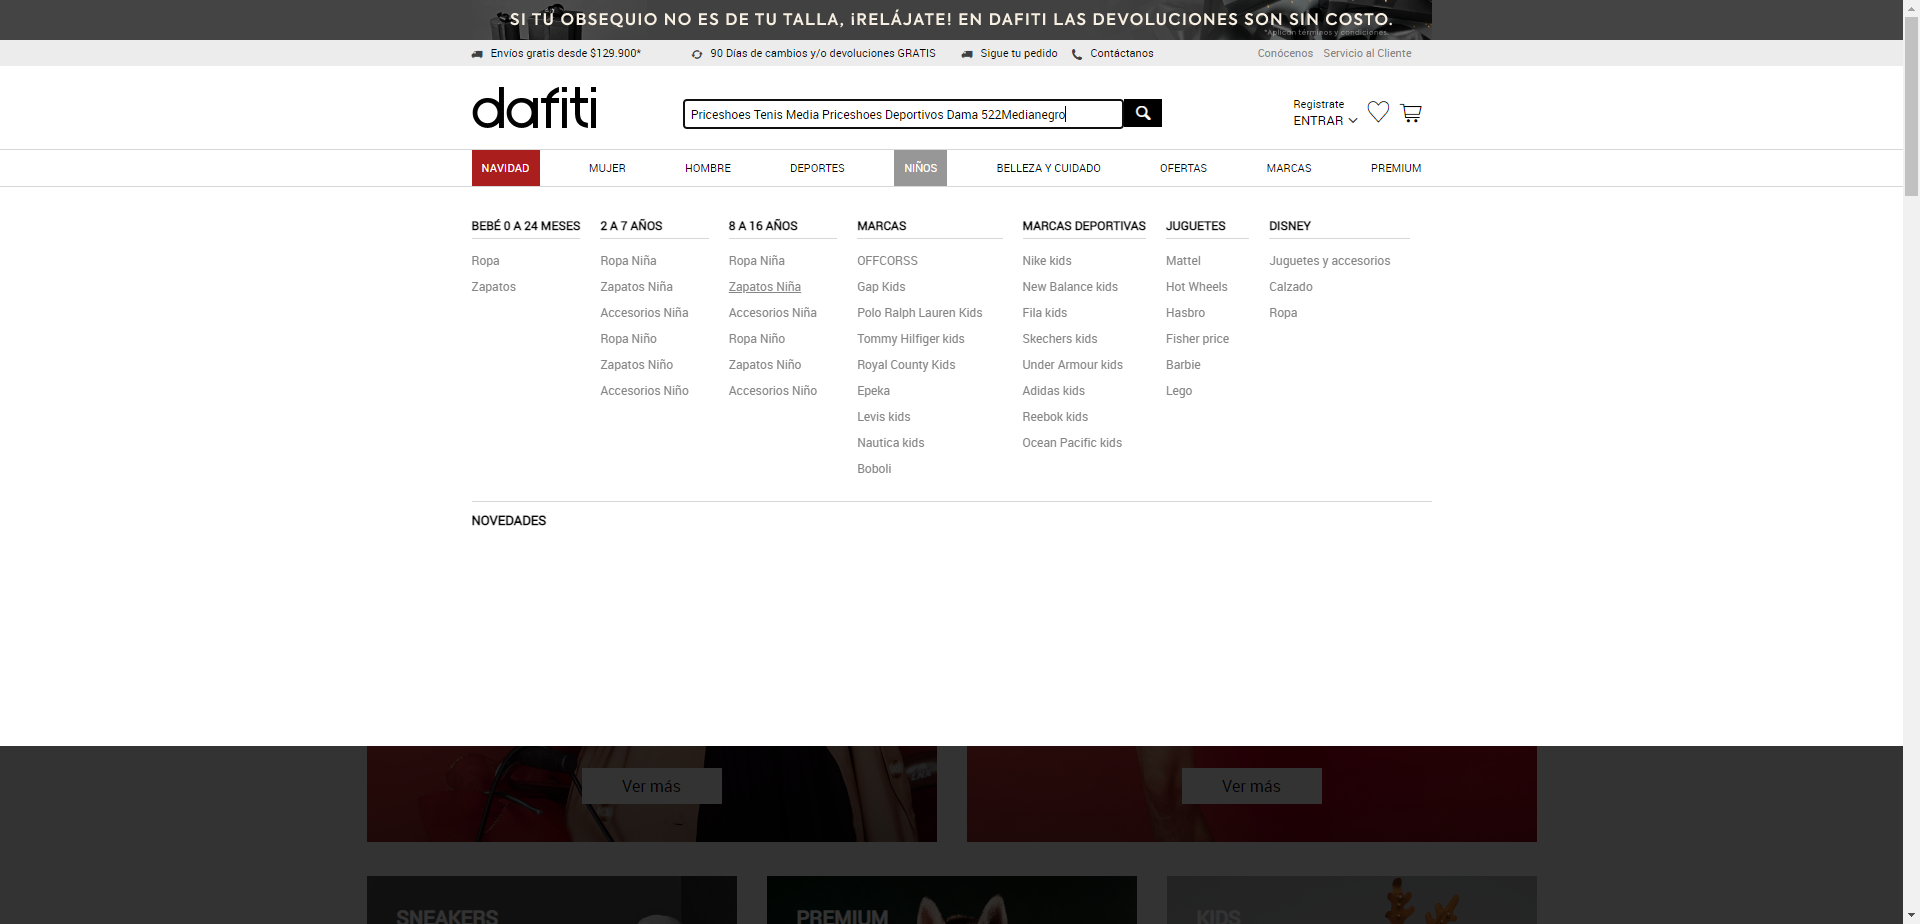 SI TU OBSEQUIO NO ES DE TU TALLA, ¡RELÁJATE! EN DAFITI LAS DEVOLUCIONES SON SIN COSTO.
*Aplican términos y condiciones.
Envíos gratis desde $129.900*
90 Días de cambios y/o devoluciones GRATIS
Sigue tu pedido
Contáctanos
Conócenos
Servicio al Cliente
dafiti
Priceshoes Tenis Media Priceshoes Deportivos Dama 522Medianegro
Registrate
ENTRAR
NAVIDAD
MUJER
HOMBRE
DEPORTES
NIÑOS
BELLEZA Y CUIDADO
OFERTAS
MARCAS
PREMIUM
BEBÉ 0 A 24 MESES
Ropa
Zapatos
2 A 7 AÑOS
Ropa Niña
Zapatos Niña
Accesorios Niña
Ropa Niño
Zapatos Niño
Accesorios Niño
8 A 16 AÑOS
Ropa Niña
Zapatos Niña
Accesorios Niña
Ropa Niño
Zapatos Niño
Accesorios Niño
MARCAS
OFFCORSS
Gap Kids
Polo Ralph Lauren Kids
Tommy Hilfiger kids
Royal County Kids
Epeka
Levis kids
Nautica kids
Boboli
MARCAS DEPORTIVAS
Nike kids
New Balance kids
Fila kids
Skechers kids
Under Armour kids
Adidas kids
Reebok kids
Ocean Pacific kids
JUGUETES
Mattel
Hot Wheels
Hasbro
Fisher price
Barbie
Lego
DISNEY
Juguetes y accesorios
Calzado
Ropa
NOVEDADES
Ver más
Ver más
SNEAKERS
PREMIUM
KIDS